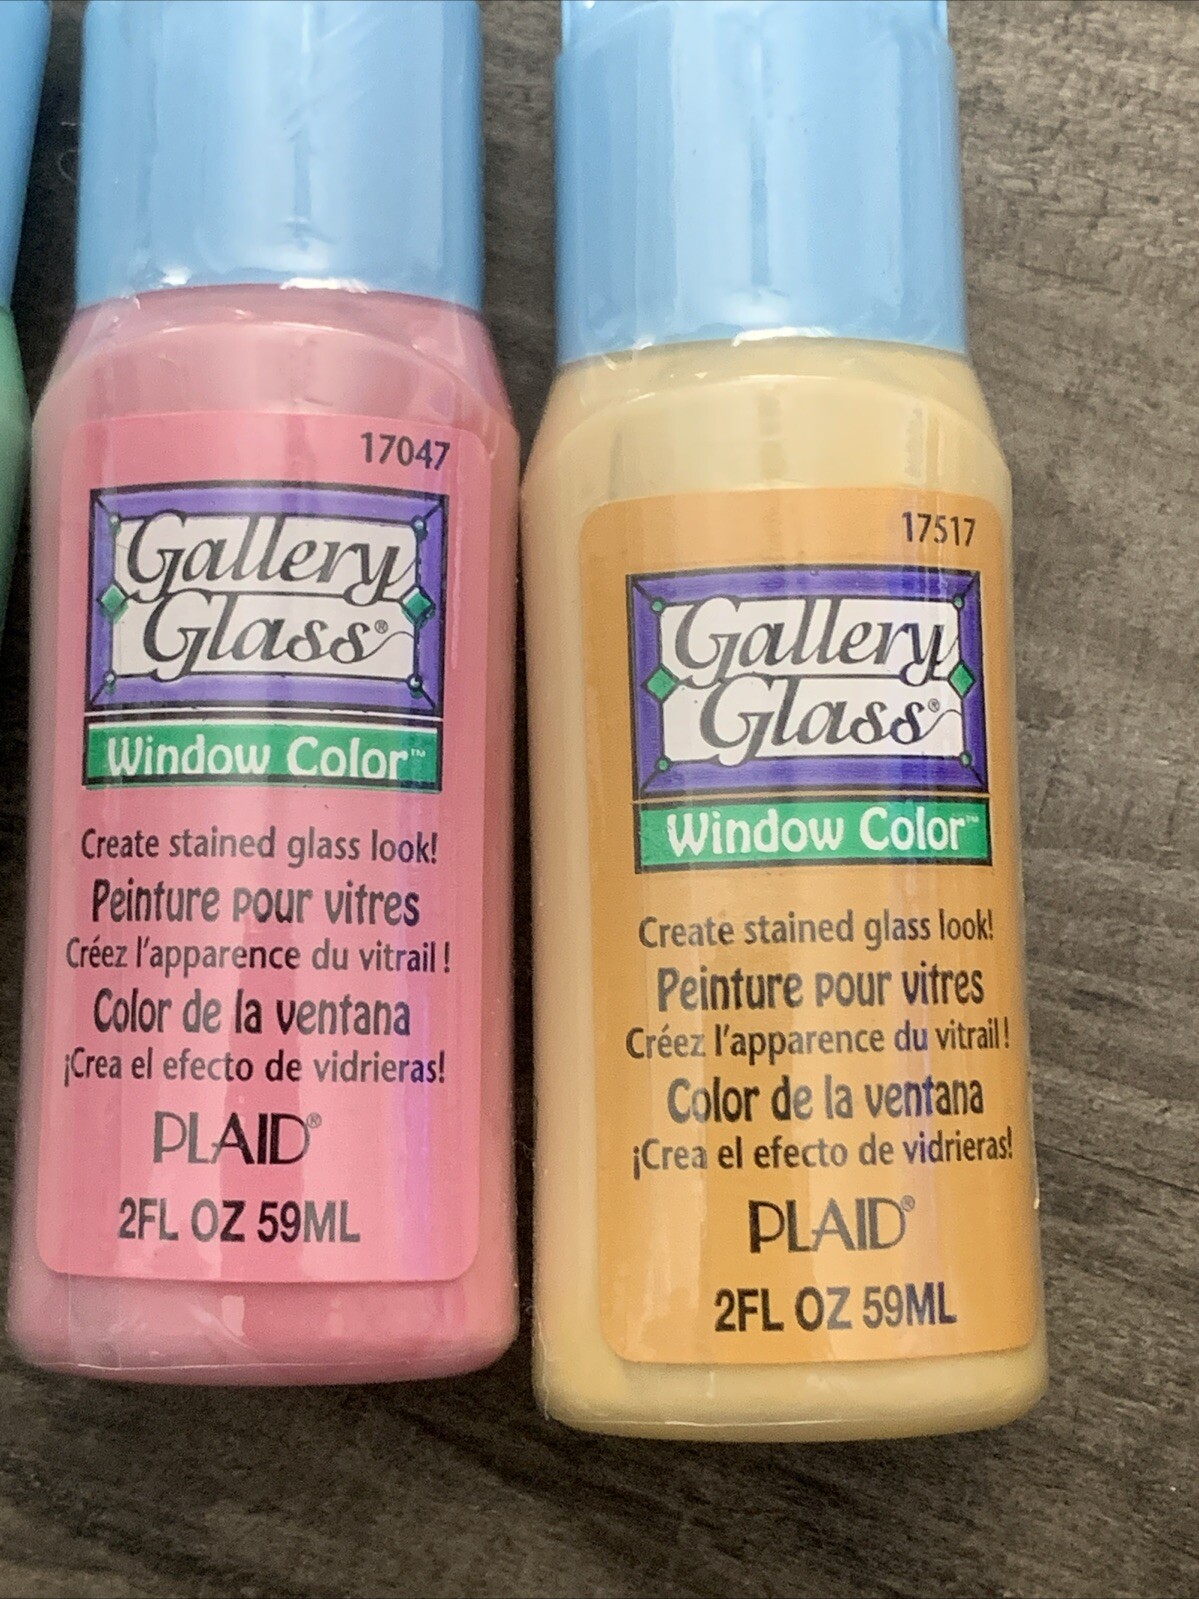 17047
Gallery
Glass®
Window Color™
Create stained glass look!
Peinture pour vitres
Créez l'apparence du vitrail !
Color de la ventana
¡Crea el efecto de vidrieras!
PLAID®
2FL OZ 59ML
17517
Gallery
Glass®
Window Color™
Create stained glass look!
Peinture pour vitres
Créez l'apparence du vitrail !
Color de la ventana
¡Crea el efecto de vidrieras!
PLAID®
2FL OZ 59ML